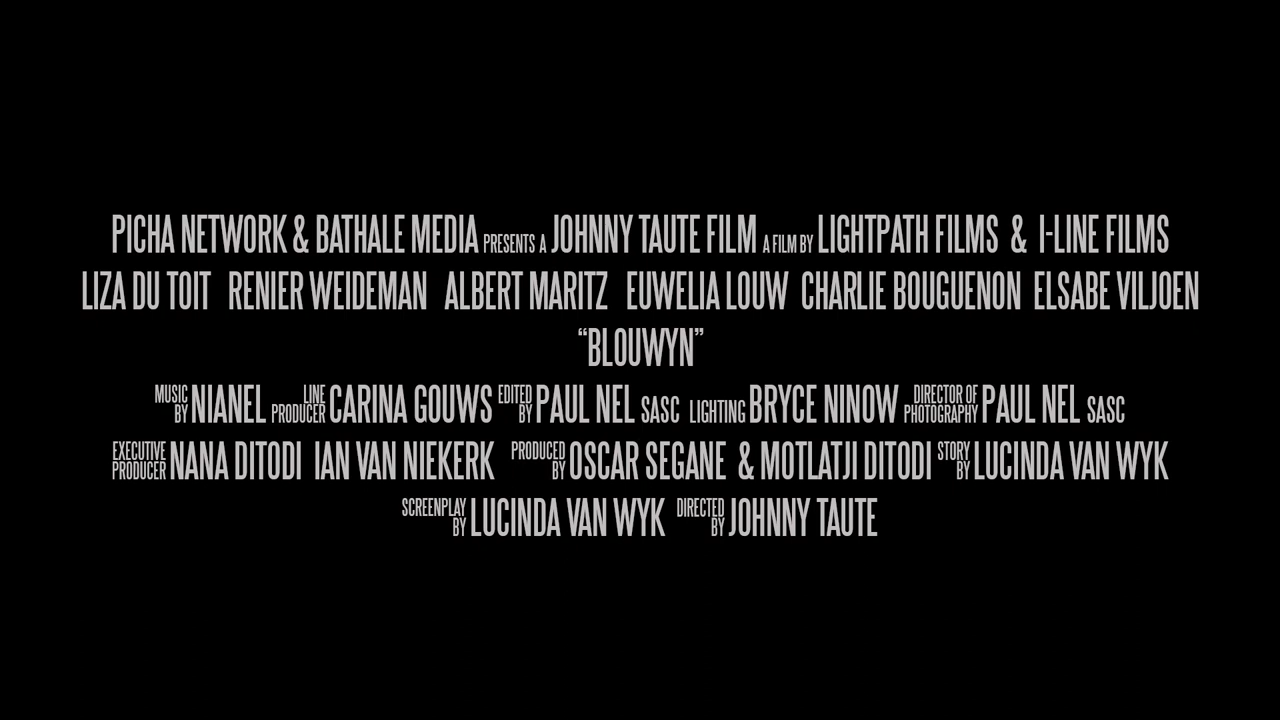 PICHA NETWORK & BATHALE MEDIA PRESENTS A JOHNNY TAUTE FILM A FILM BY LIGHTPATH FILMS & I-LINE FILMS
LIZA DU TOIT RENIER WEIDEMAN ALBERT MARITZ EUWELIA LOUW CHARLIE BOUGUENON ELSABE VILJOEN
“BLOUWYN”
MUSIC BY NIANEL LINE PRODUCER CARINA GOUWS EDITED BY PAUL NEL SASC LIGHTING BRYCE NINOW DIRECTOR OF PHOTOGRAPHY PAUL NEL SASC
EXECUTIVE PRODUCER NANA DITODI IAN VAN NIEKERK PRODUCED BY OSCAR SEGANE & MOTLATJI DITODI STORY BY LUCINDA VAN WYK
SCREENPLAY BY LUCINDA VAN WYK DIRECTED BY JOHNNY TAUTE